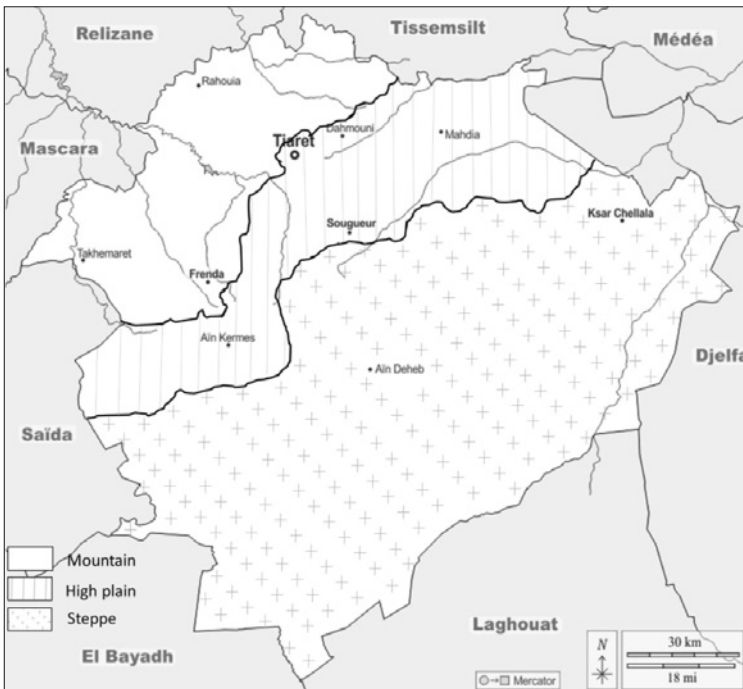 Relizane
Tissemsilt
Médéa
Rahouia
Mascara
Tiaret
Dahmouni
Mahdia
Ksar Chellala
Sougueur
Takhemaret
Frenda
Aïn Kermes
Aïn Deheb
Djelfa
Saïda
Mountain
High plain
Steppe
El Bayadh
Laghouat
N
30 km
18 mi
Mercator